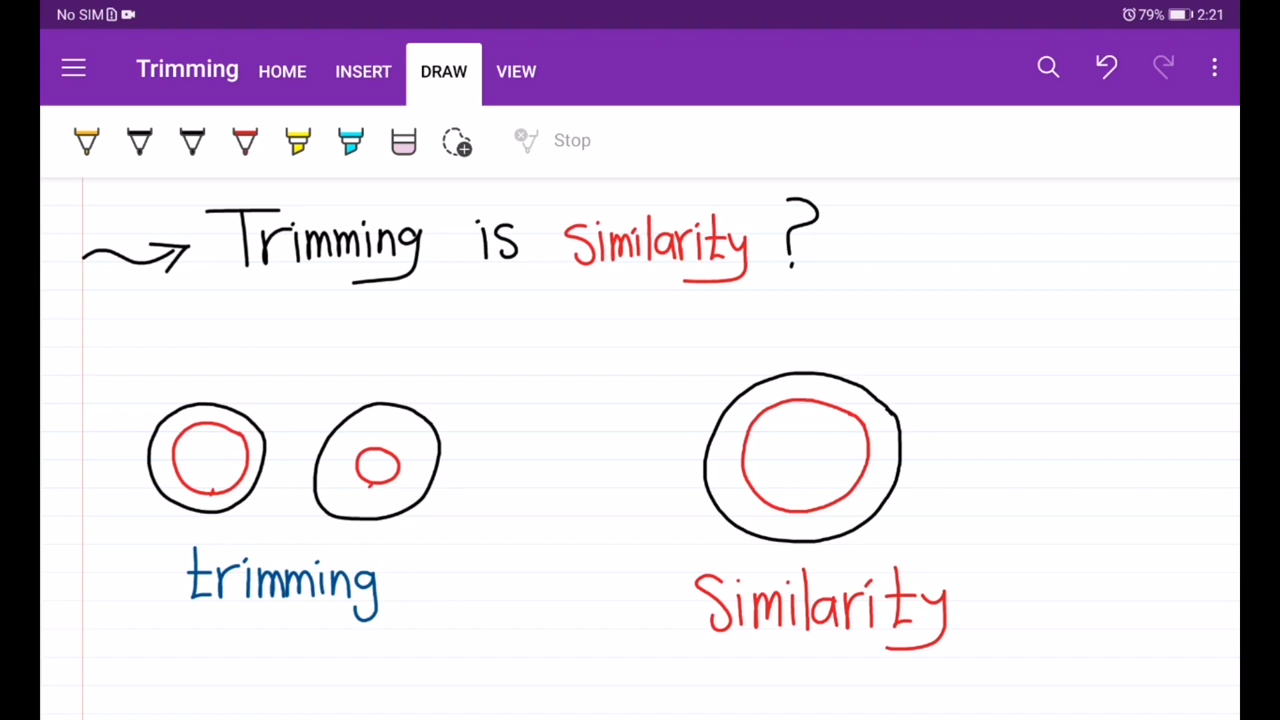 No SIM 79% 2:21
Trimming HOME INSERT DRAW VIEW
Stop
Trimming is Similarity ?
trimming
Similarity